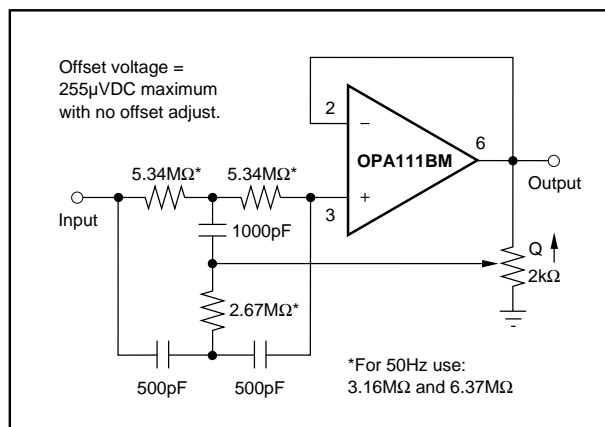 Offset voltage =
255µVDC maximum
with no offset adjust.
2
−
6
OPA111BM
5.34MΩ*
5.34MΩ*
+
Output
3
Input
1000pF
Q
2kΩ
2.67MΩ*
*For 50Hz use:
3.16MΩ and 6.37MΩ
500pF
500pF